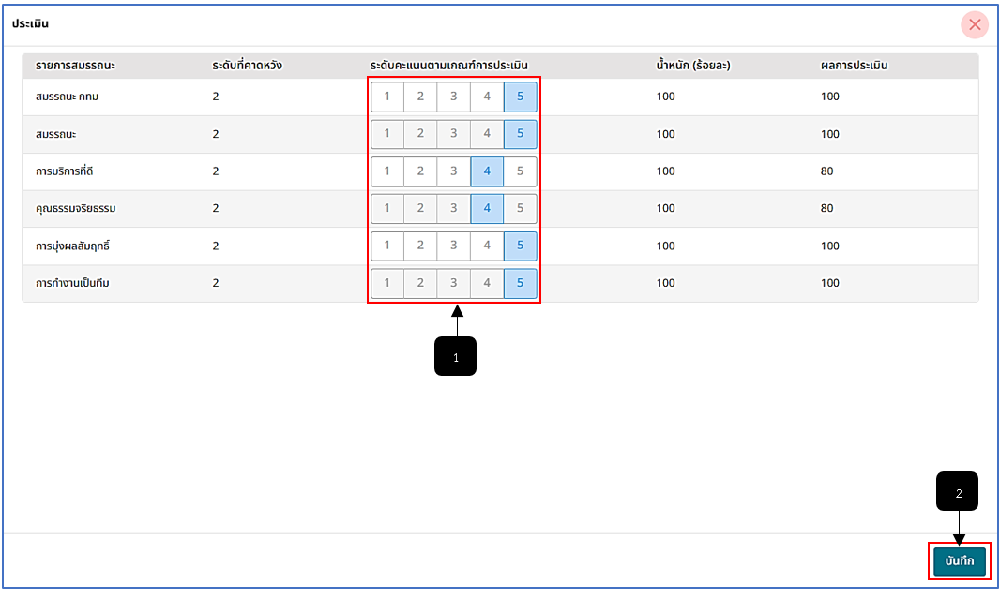 ประเมิน
รายการสมรรถนะ ระดับที่คาดหวัง ระดับคะแนนตามเกณฑ์การประเมิน น้ำหนัก (ร้อยละ) ผลการประเมิน
สมรรถนะ กทม 2 1 2 3 4 5 100 100
สมรรถนะ 2 1 2 3 4 5 100 100
การบริการที่ดี 2 1 2 3 4 5 100 80
คุณธรรมจริยธรรม 2 1 2 3 4 5 100 80
การมุ่งผลสัมฤทธิ์ 2 1 2 3 4 5 100 100
การทำงานเป็นทีม 2 1 2 3 4 5 100 100
1
2
บันทึก